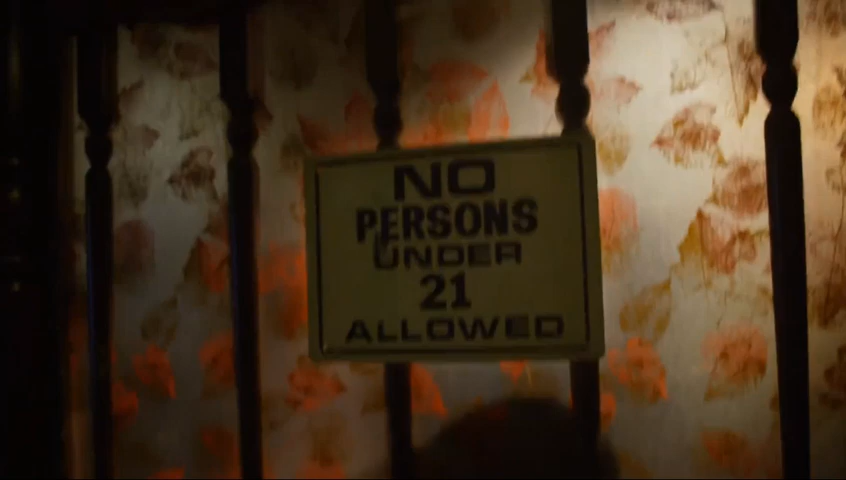 NO
PERSONS
UNDER
21
ALLOWED